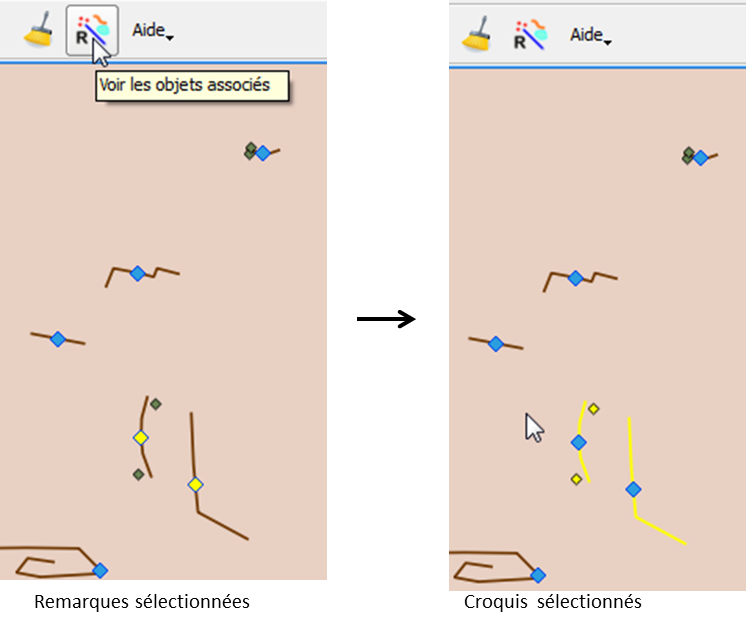 R
Aide
Voir les objets associés
R
Aide
Remarques sélectionnées
Croquis sélectionnés